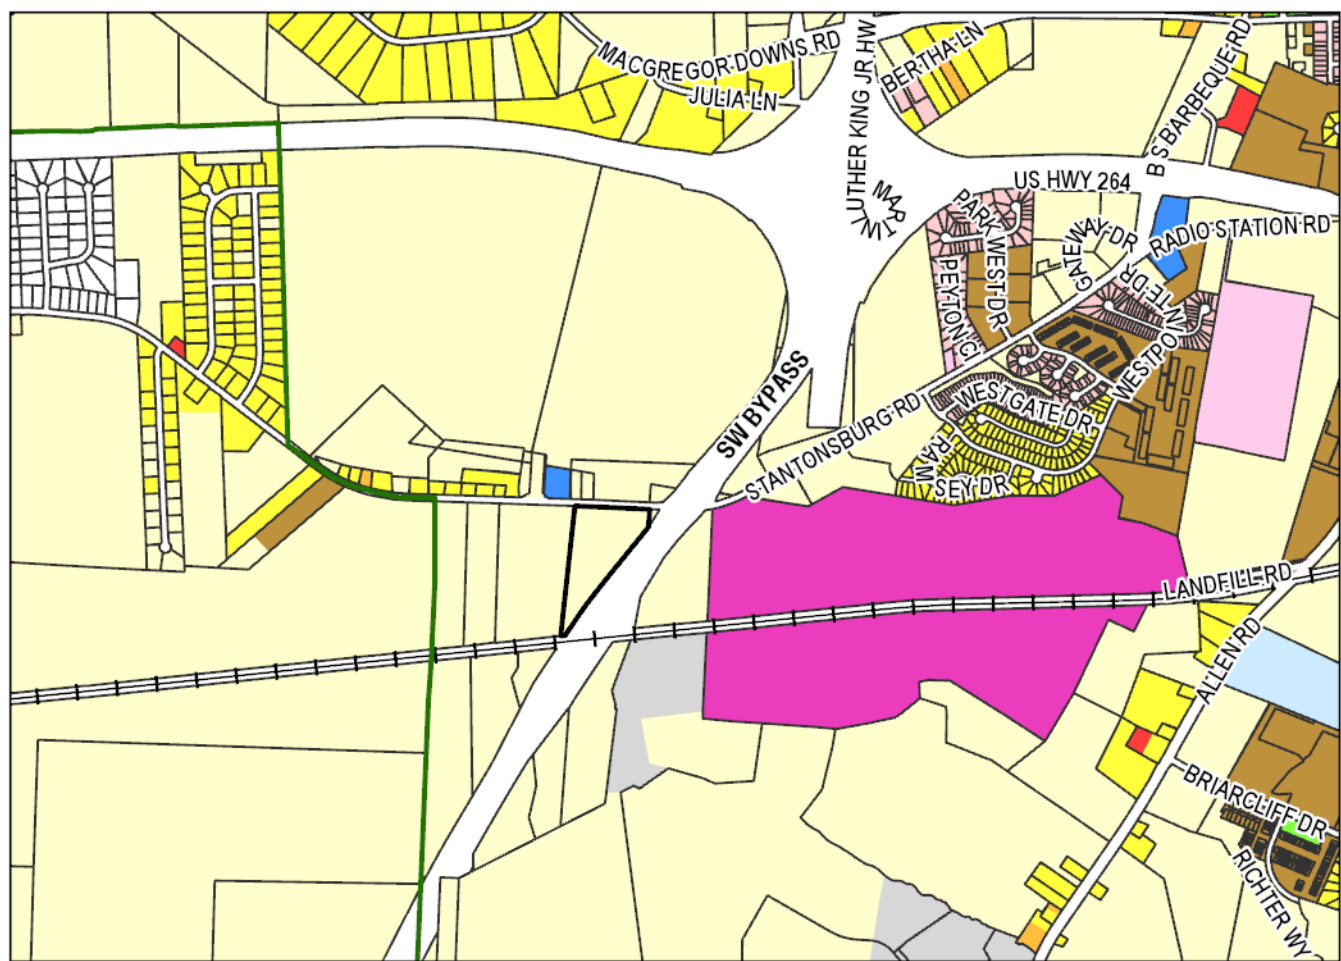 MACGREGOR DOWNS RD
JULIA LN
UTHER KING JR HW
MARTIN L
BERTHA LN
B S BARBEQUE RD
US HWY 264
RADIO STATION RD
GATEWAY DR
PARK WEST DR
PEYTON CI
WESTPOINTE DR
WESTGATE DR
RAMSEY DR
STANTONSBURG RD
SW BYPASS
LANDFILL RD
ALLEN RD
BRIARCLIFF DR
RICHTER WY